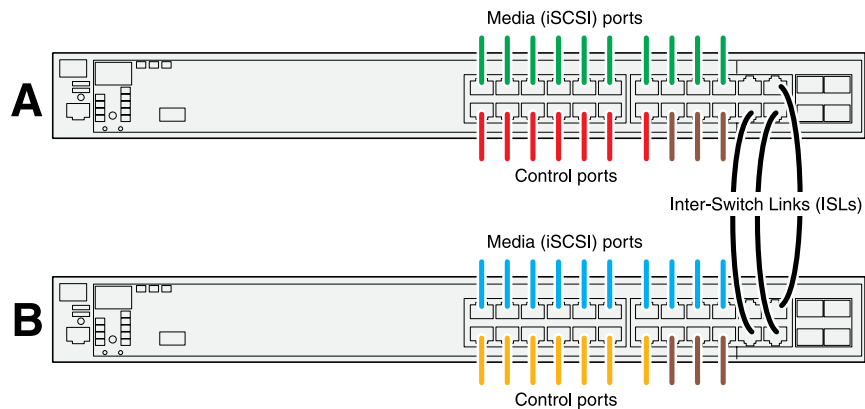 Media (iSCSI) ports
A
Control ports
Inter-Switch Links (ISLs)
Media (iSCSI) ports
B
Control ports